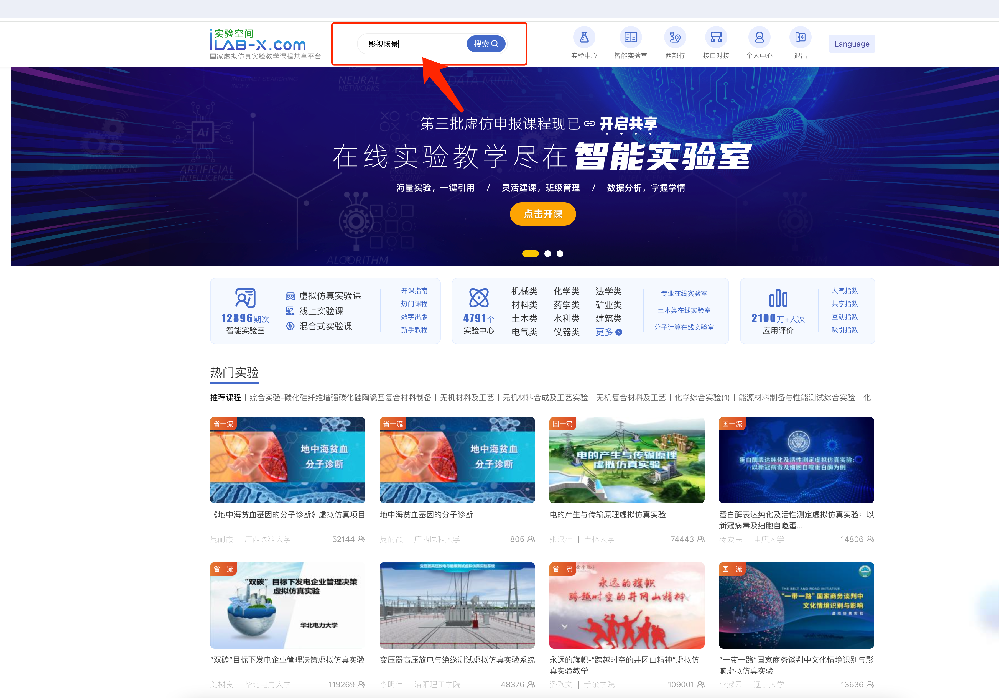 实验空间
iLAB-X.com
国家虚拟仿真实验教学课程共享平台
影视场景
搜索
实验中心
智能实验室
西部行
接口对接
个人中心
退出
Language
INTERNET SEARCHING
INDEX
NEURAL
NETWORKS
DATA MINING
第三批虚仿申报课程现已 开启共享
在线实验教学尽在智能实验室
Ai
AUTOMATION
ARTIFICIAL
INTELLIGENCE
PROBLEM
SOLVING
AUTOMATION
INTELLIGENCE
海量实验，一键引用 / 灵活建课，班级管理 / 数据分析，掌握学情
点击开课
ALGORITHM
ALGORITHM
12896期次
智能实验室
虚拟仿真实验课
线上实验课
混合式实验课
开课指南
热门课程
数字出版
新手教程
4791个
实验中心
机械类 化学类 法学类
材料类 药学类 矿业类
土木类 水利类 建筑类
电气类 仪器类 更多
专业在线实验室
土木类在线实验室
分子计算在线实验室
2100万+人次
应用评价
人气指数
共享指数
互动指数
吸引指数
热门实验
推荐课程 | 综合实验-碳化硅纤维增强碳化硅陶瓷基复合材料制备 | 无机材料及工艺 | 无机材料合成及工艺实验 | 无机复合材料及工艺 | 化学综合实验(1) | 能源材料制备与性能测试综合实验 | 化
省一流
地中海贫血
分子诊断
《地中海贫血基因的分子诊断》虚拟仿真项目
晁耐霞 | 广西医科大学 52144
省一流
地中海贫血
分子诊断
地中海贫血基因的分子诊断
晁耐霞 | 广西医科大学 805
国一流
电的产生与传输原理
虚拟仿真实验
电的产生与传输原理虚拟仿真实验
张汉壮 | 吉林大学 74443
国一流
蛋白酶表达纯化及活性测定虚拟仿真实验:
以新冠病毒及细胞自噬蛋白酶为例
蛋白酶表达纯化及活性测定虚拟仿真实验：以
新冠病毒及细胞自噬蛋...
杨爱民 | 重庆大学 14806
省一流
“双碳”目标下发电企业管理决策
虚拟仿真实验
华北电力大学
“双碳”目标下发电企业管理决策虚拟仿真实验
刘树良 | 华北电力大学 119269
变压器高压放电与绝缘测试虚拟仿真实验系统
变压器高压放电与绝缘测试虚拟仿真实验系统
李明伟 | 洛阳理工学院 48376
省一流
永远的旗帜
跨越时空的井冈山精神
永远的旗帜-“跨越时空的井冈山精神”虚拟仿
真实验教学
潘欧文 | 新余学院 109001
国一流
THE BELT AND ROAD INITIATIVE
“一带一路”国家商务谈判中
文化情境识别与影响
虚拟仿真实验
“一带一路”国家商务谈判中文化情境识别与影
响虚拟仿真实验
李淑云 | 辽宁大学 13636